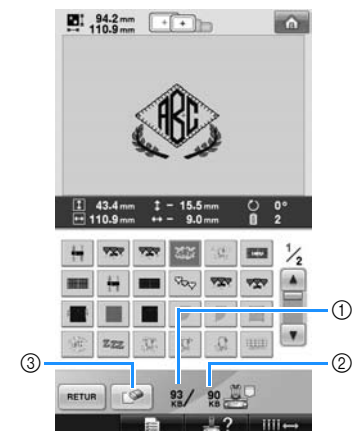 94.2 mm
110.9 mm
ABC
43.4 mm
- 15.5 mm
0°
110.9 mm
- 9.0 mm
2
1/2
zzz
①
③
93 KB/
90 KB
②
RETUR
?